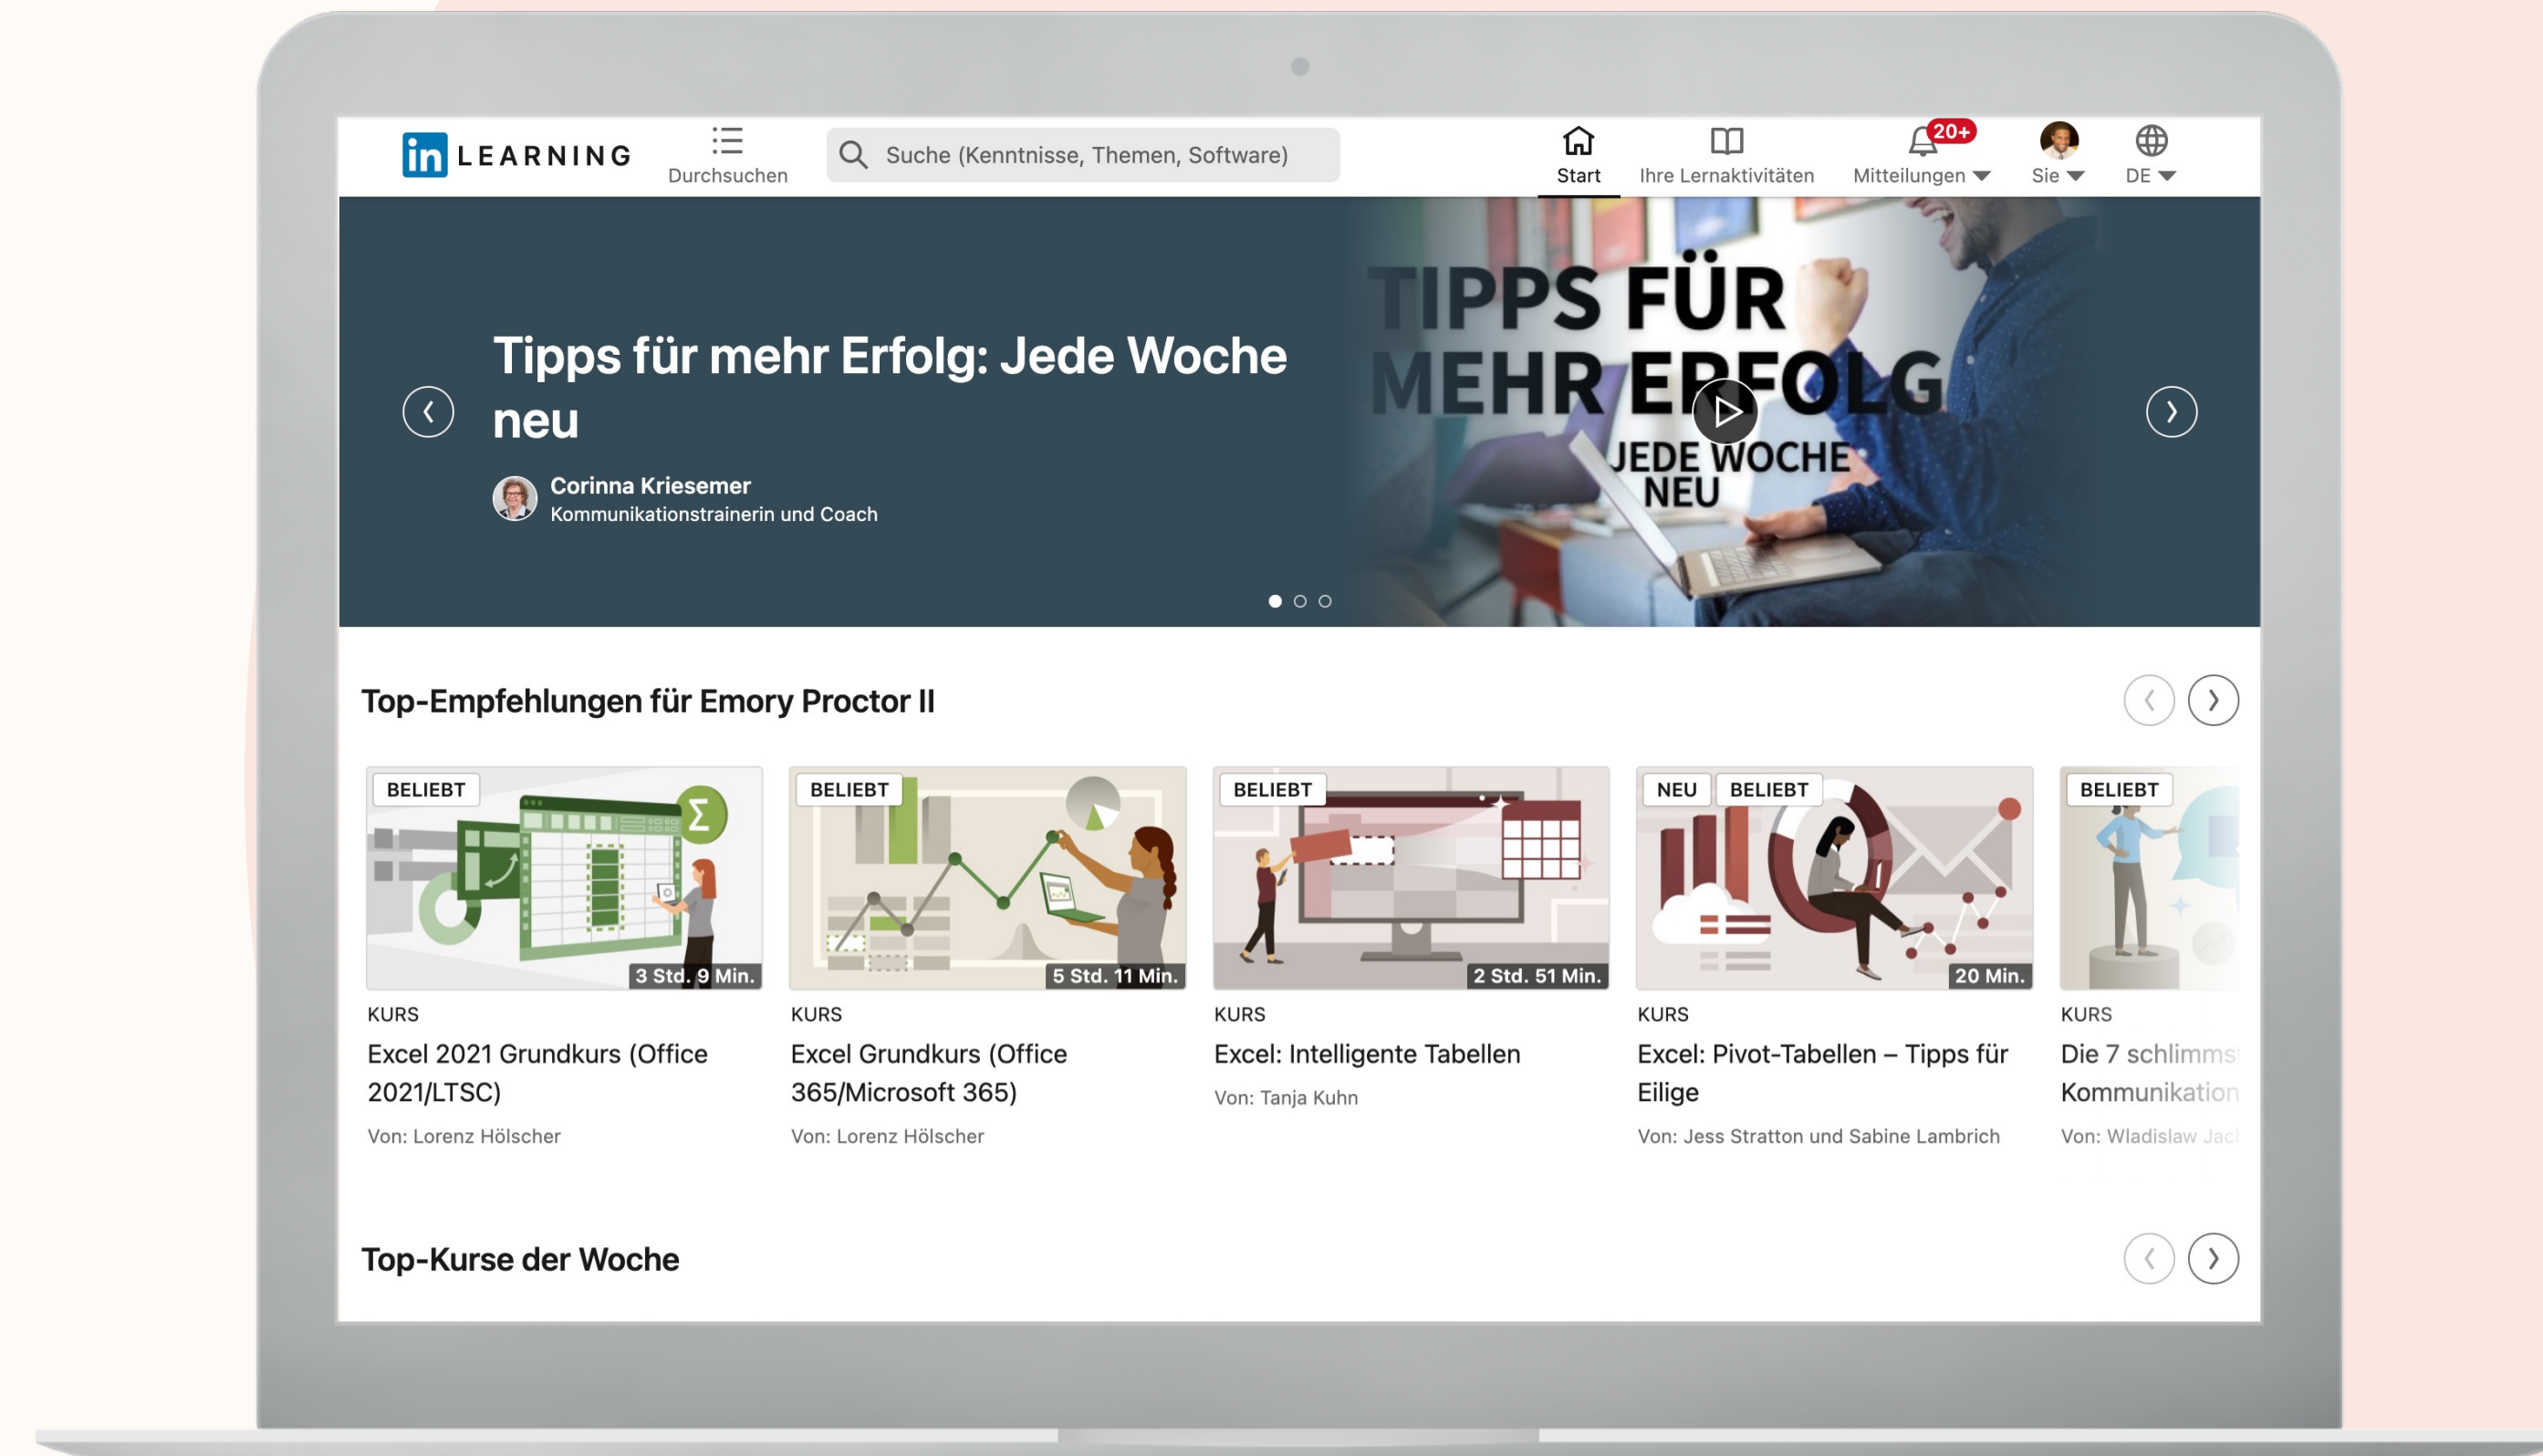 in LEARNING
Durchsuchen
Suche (Kenntnisse, Themen, Software)
Start
Ihre Lernaktivitäten
20+
Mitteilungen
Sie
DE
Tipps für mehr Erfolg: Jede Woche
neu
Corinna Kriesemer
Kommunikationstrainerin und Coach
TIPPS FÜR
MEHR ERFOLG
JEDE WOCHE
NEU
Top-Empfehlungen für Emory Proctor II
BELIEBT
3 Std. 9 Min.
KURS
Excel 2021 Grundkurs (Office
2021/LTSC)
Von: Lorenz Hölscher
BELIEBT
5 Std. 11 Min.
KURS
Excel Grundkurs (Office
365/Microsoft 365)
Von: Lorenz Hölscher
BELIEBT
2 Std. 51 Min.
KURS
Excel: Intelligente Tabellen
Von: Tanja Kuhn
NEU BELIEBT
20 Min.
KURS
Excel: Pivot-Tabellen – Tipps für
Eilige
Von: Jess Stratton und Sabine Lambrich
BELIEBT
KURS
Die 7
Kommunikation
Von: Wladislaw
Top-Kurse der Woche